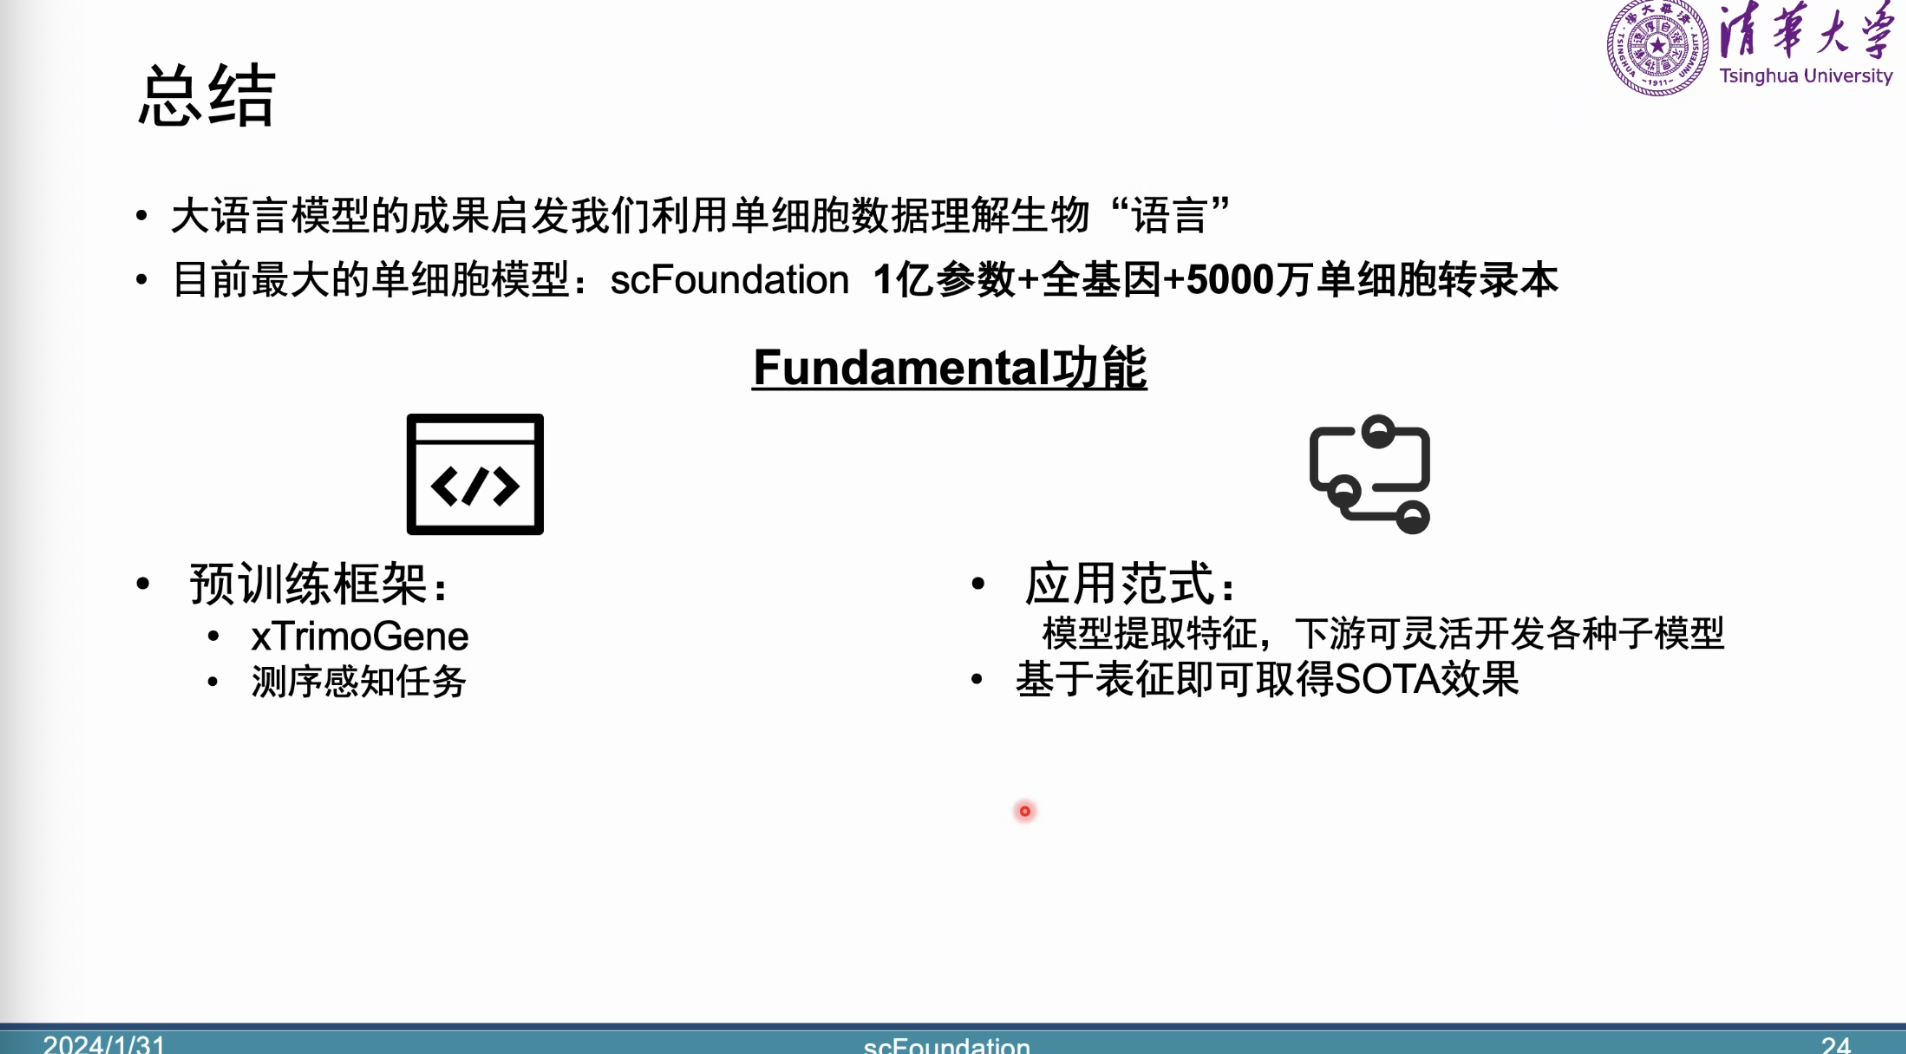 清华大学
Tsinghua University
总结
• 大语言模型的成果启发我们利用单细胞数据理解生物“语言”
• 目前最大的单细胞模型：scFoundation 1亿参数+全基因+5000万单细胞转录本
Fundamental功能
</>
• 预训练框架：
• xTrimoGene
• 测序感知任务
• 应用范式：
模型提取特征，下游可灵活开发各种子模型
• 基于表征即可取得SOTA效果
2024/1/31
scFoundation
24